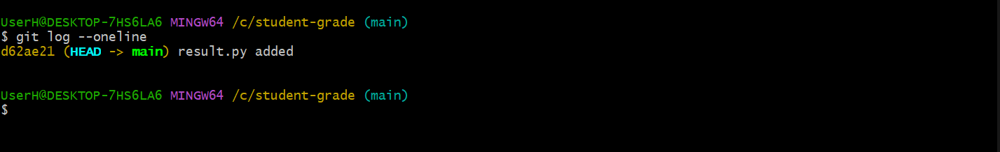 UserH@DESKTOP-7HS6LA6 MINGW64 /c/student-grade (main)
$ git log --oneline
d62ae21 (HEAD -> main) result.py added
UserH@DESKTOP-7HS6LA6 MINGW64 /c/student-grade (main)
$